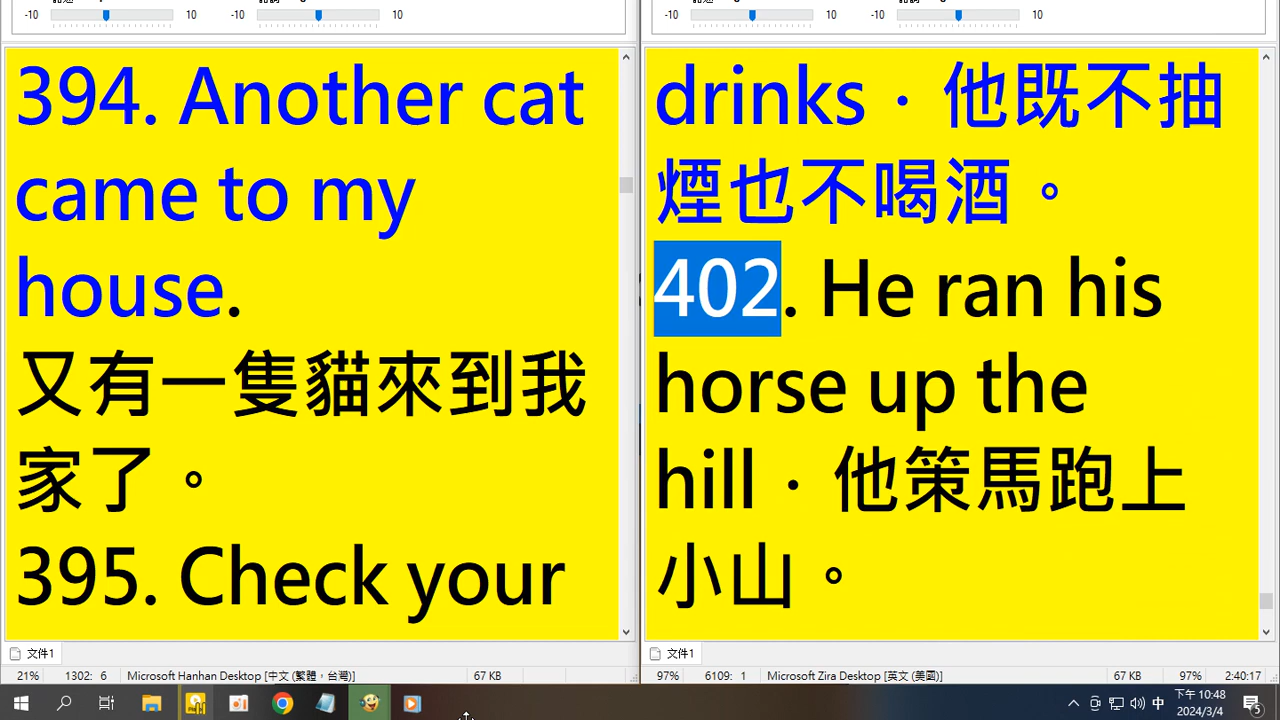 -10 10 -10 10
394. Another cat
came to my
house.
又有一隻貓來到我
家了。
395. Check your
文件1
21% 1302: 6 Microsoft Hanhan Desktop [中文 (繁體，台灣)] 67 KB
-10 10 -10 10
drinks．他既不抽
煙也不喝酒。
402. He ran his
horse up the
hill．他策馬跑上
小山。
文件1
97% 6109: 1 Microsoft Zira Desktop [英文 (美國)] 67 KB 97% 2:40:17
中 下午 10:48
2024/3/4
5